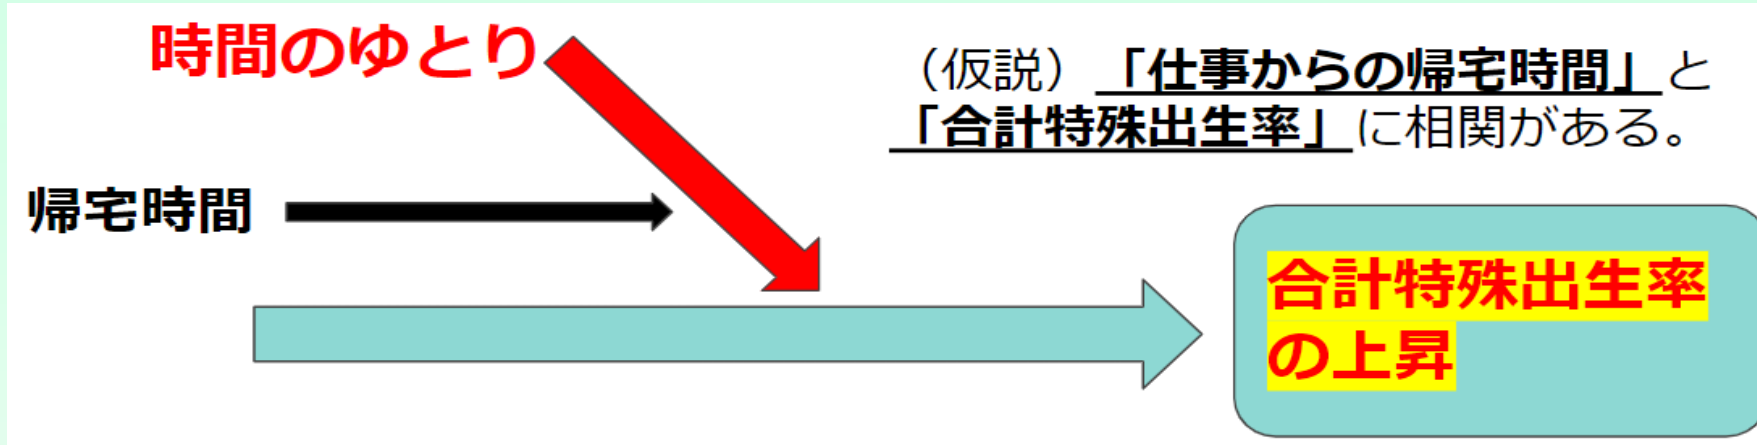 時間のゆとり
（仮説）「仕事からの帰宅時間」と
「合計特殊出生率」に相関がある。
帰宅時間
合計特殊出生率
の上昇